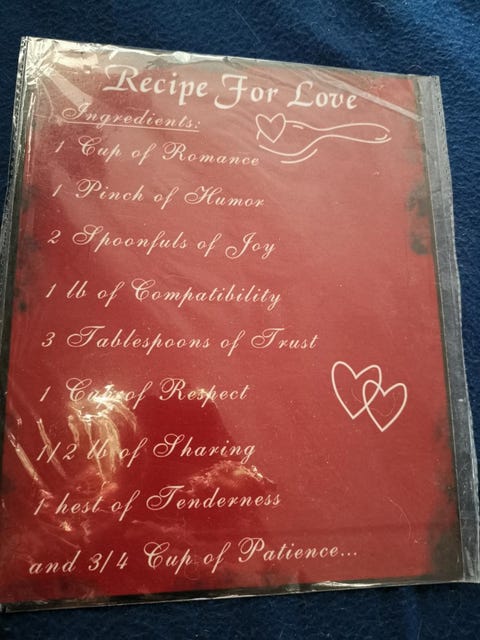 Recipe For Love
Ingredients:
1 Cup of Romance
1 Pinch of Humor
2 Spoonfuls of Joy
1 lb of Compatibility
3 Tablespoons of Trust
1 Cup of Respect
1/2 lb of Sharing
1 hest of Tenderness
and 3/4 Cup of Patience...